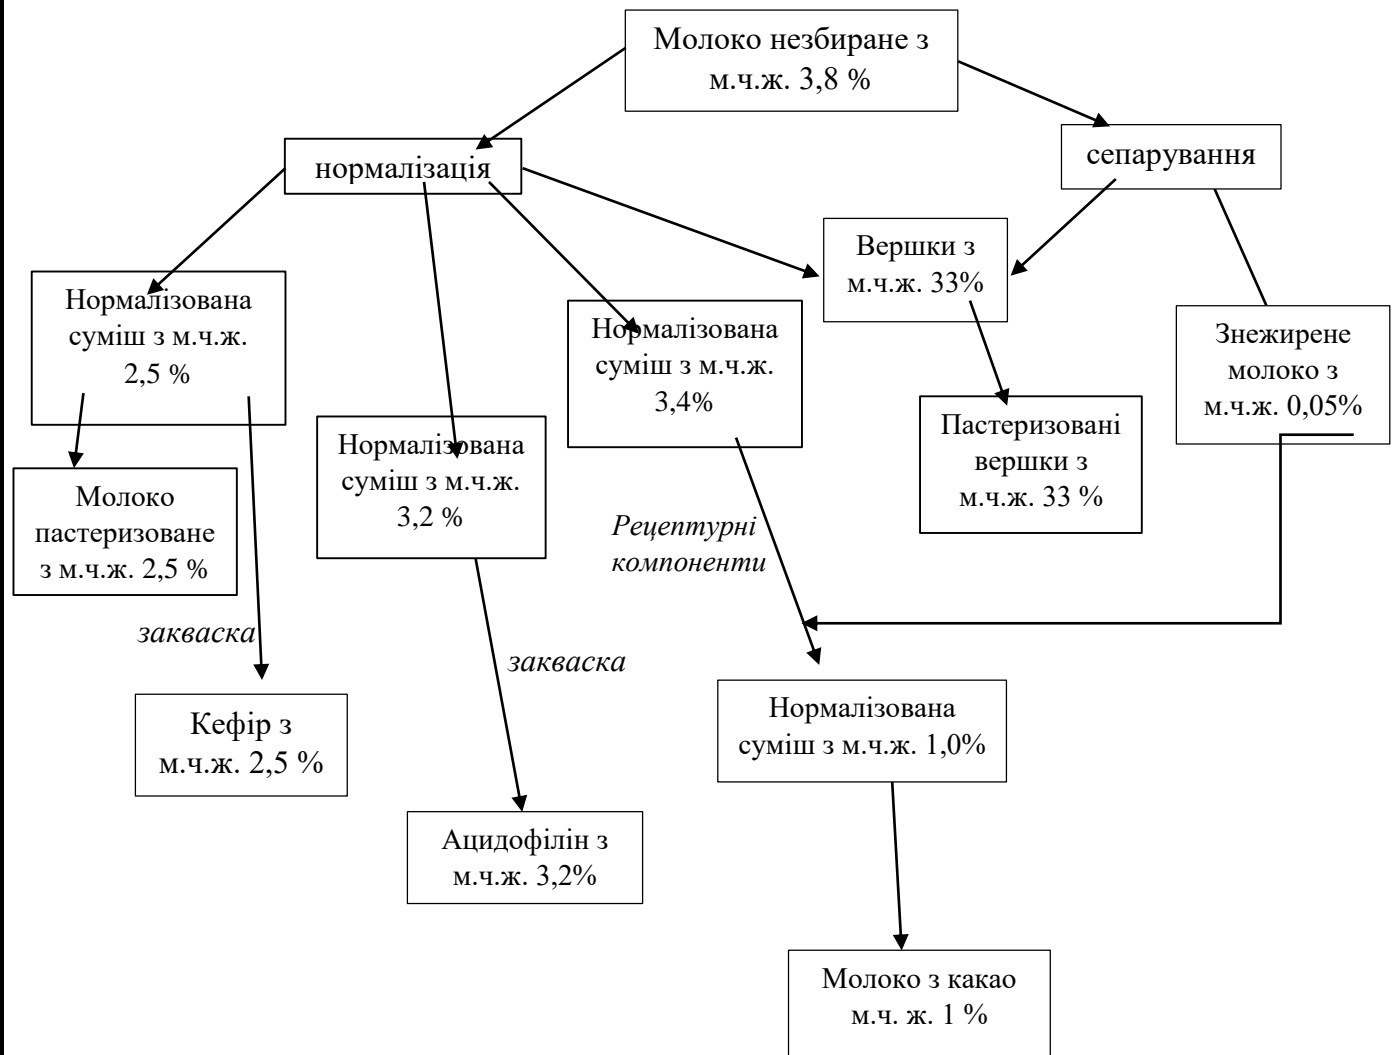 Молоко незбиране з
м.ч.ж. 3,8 %
нормалізація
сепарування
Вершки з
м.ч.ж. 33%
Нормалізована
суміш з м.ч.ж.
2,5 %
Нормалізована
суміш з м.ч.ж.
3,4%
Знежирене
молоко з
м.ч.ж. 0,05%
Нормалізована
суміш з м.ч.ж.
3,2 %
Пастеризовані
вершки з
м.ч.ж. 33 %
Молоко
пастеризоване
з м.ч.ж. 2,5 %
Рецептурні
компоненти
закваска
закваска
Кефір з
м.ч.ж. 2,5 %
Нормалізована
суміш з м.ч.ж. 1,0%
Ацидофілін з
м.ч.ж. 3,2%
Молоко з какао
м.ч. ж. 1 %